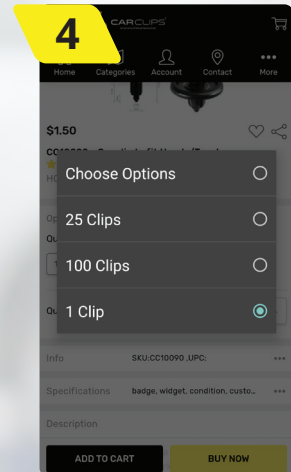 4
CARCLIPS
Home Categories Account Contact More
$1.50
Choose Options
25 Clips
100 Clips
1 Clip
Info SKU:CC10090 ,UPC: •••
Specifications badge, widget, condition, custo... •••
Description
ADD TO CART BUY NOW